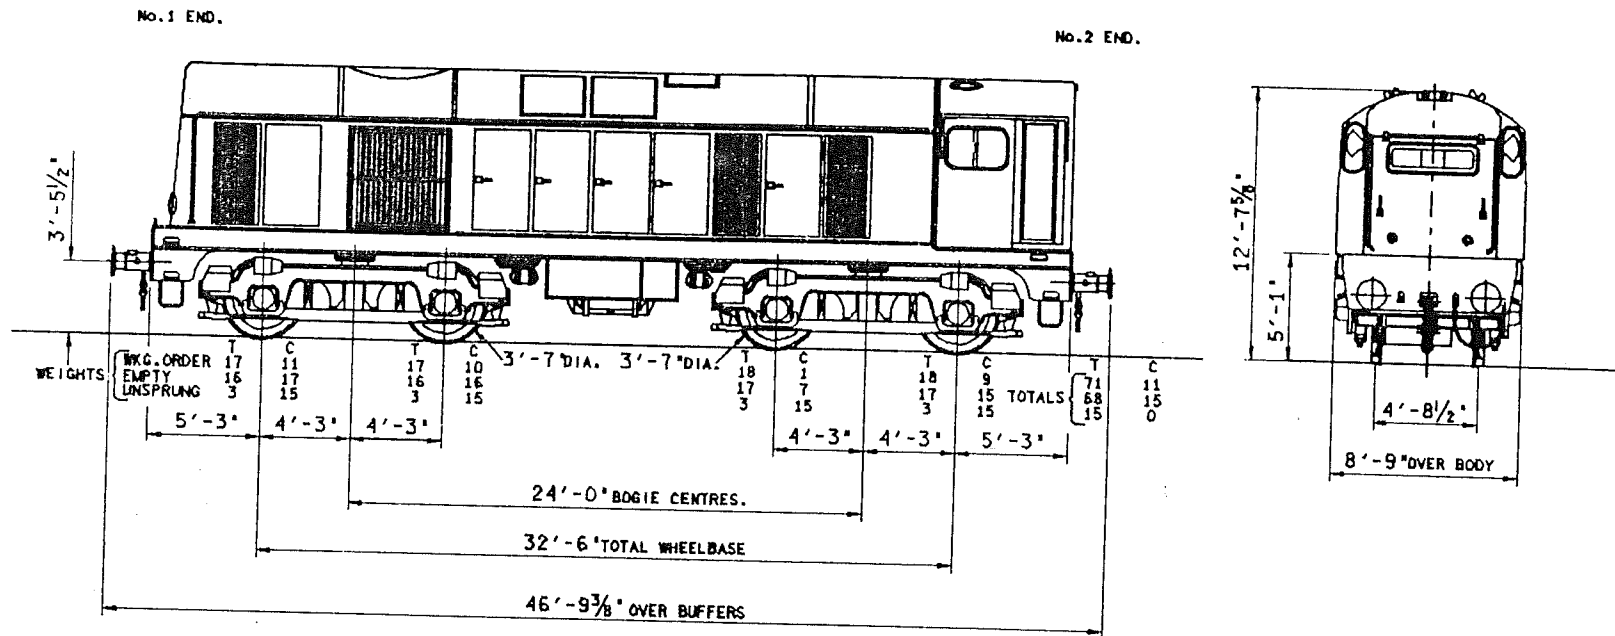 No.1 END.
No.2 END.
3'-5½"
12'-7⅝"
5'-1"
T C T C 3'-7"DIA. 3'-7"DIA. T C T C T C
WEIGHTS
WKG.ORDER 17 11 17 10 18 1 18 9 71 11
EMPTY 16 17 16 16 17 7 17 15 TOTALS 68 15
UNSPRUNG 3 15 3 15 3 15 3 15 15 0
5'-3" 4'-3" 4'-3" 4'-3" 4'-3" 5'-3"
4'-8½"
8'-9"OVER BODY
24'-0"BOGIE CENTRES.
32'-6"TOTAL WHEELBASE
46'-9⅜"OVER BUFFERS